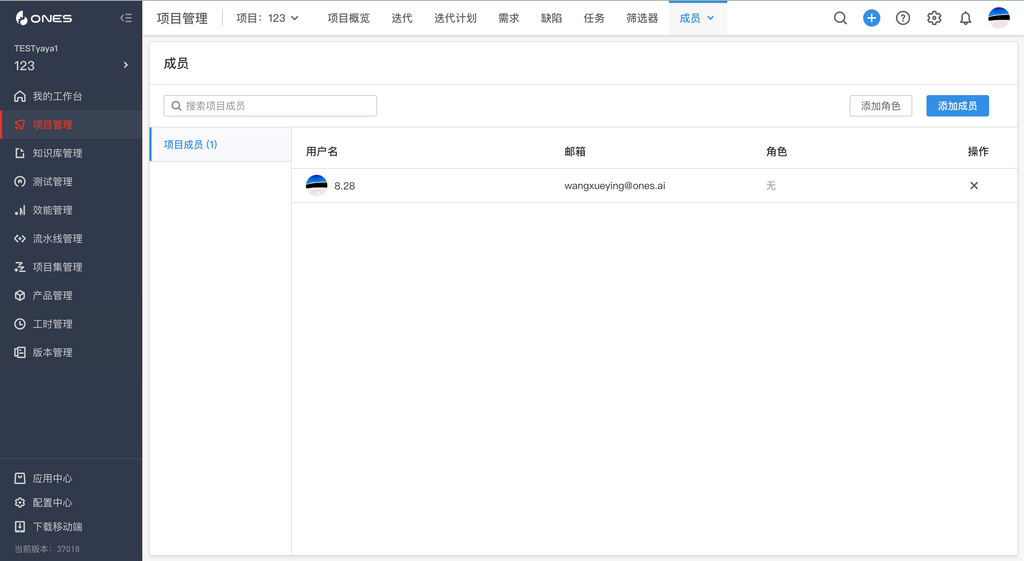 ONES
TESTyaya1
123
我的工作台
项目管理
知识库管理
测试管理
效能管理
流水线管理
项目集管理
产品管理
工时管理
版本管理
应用中心
配置中心
下载移动端
当前版本：37018
项目管理 项目：123 项目概览 迭代 迭代计划 需求 缺陷 任务 筛选器 成员
成员
搜索项目成员 添加角色 添加成员
项目成员 (1)
用户名 邮箱 角色 操作
8.28 wangxueying@ones.ai 无